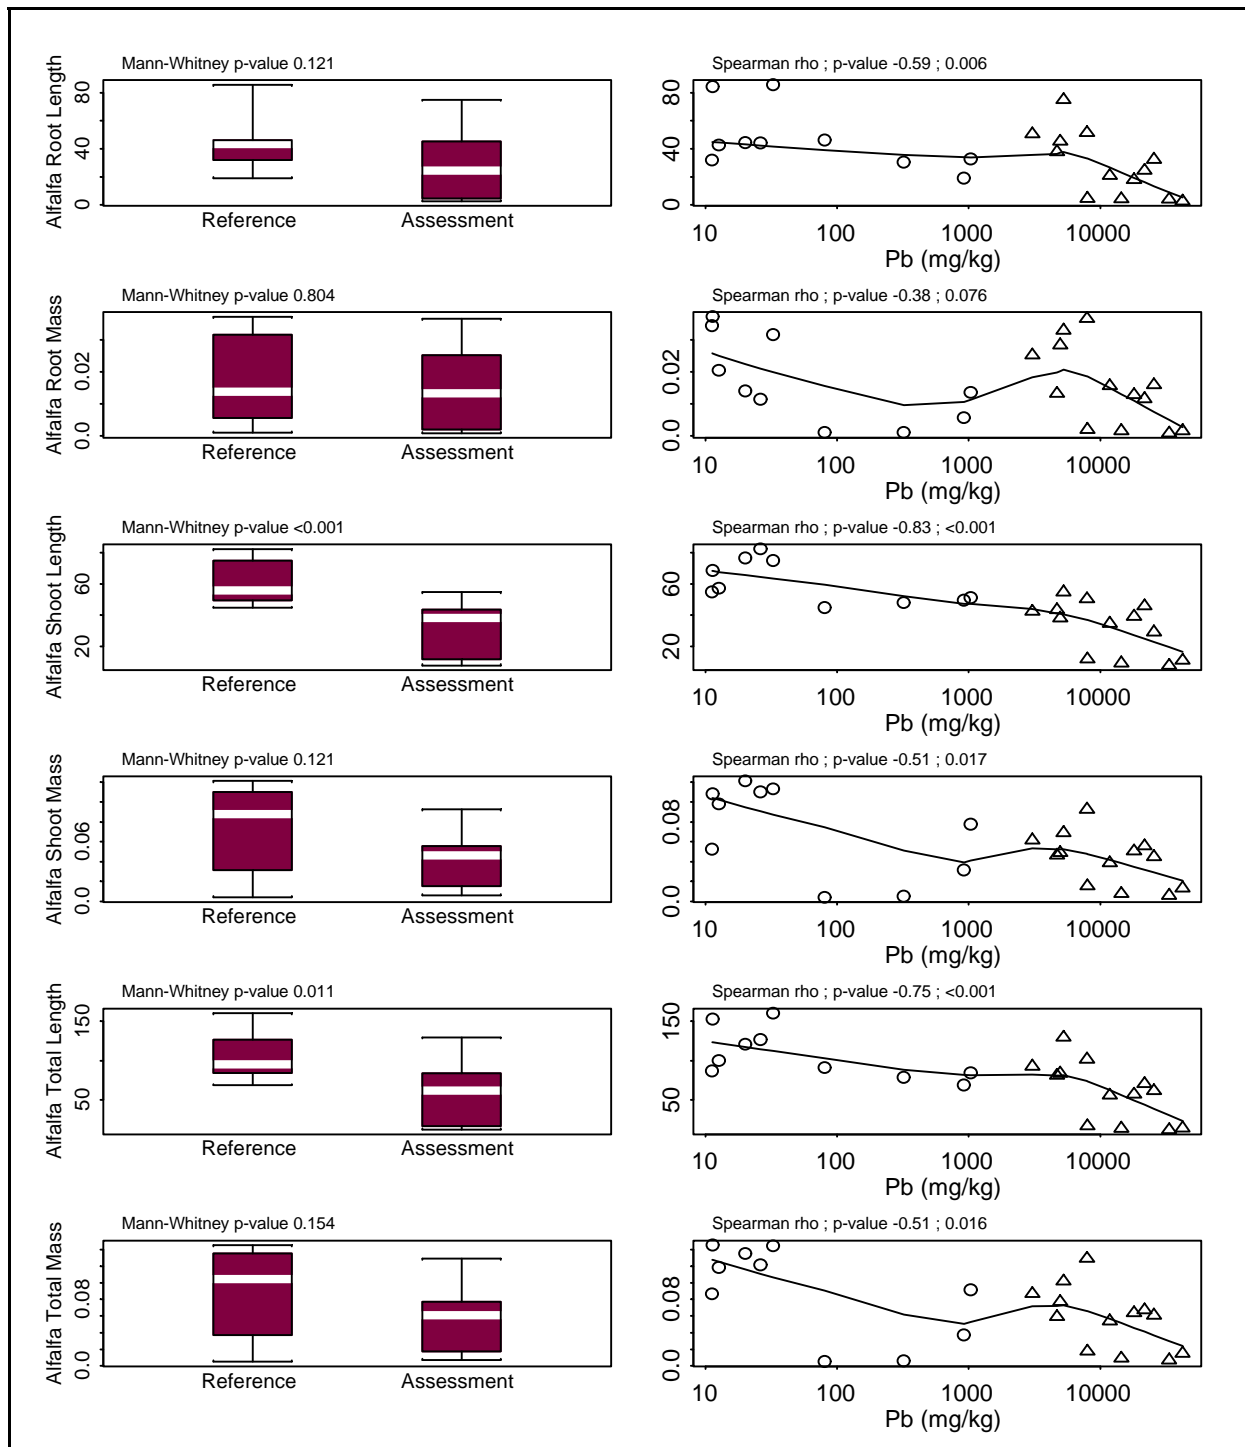 Mann-Whitney p-value 0.121
Alfalfa Root Length
0 40 80
Reference Assessment
Spearman rho ; p-value -0.59 ; 0.006
0 40 80
10 100 1000 10000
Pb (mg/kg)
Mann-Whitney p-value 0.804
Alfalfa Root Mass
0.0 0.02
Reference Assessment
Spearman rho ; p-value -0.38 ; 0.076
0.0 0.02
10 100 1000 10000
Pb (mg/kg)
Mann-Whitney p-value <0.001
Alfalfa Shoot Length
20 60
Reference Assessment
Spearman rho ; p-value -0.83 ; <0.001
20 60
10 100 1000 10000
Pb (mg/kg)
Mann-Whitney p-value 0.121
Alfalfa Shoot Mass
0.0 0.06
Reference Assessment
Spearman rho ; p-value -0.51 ; 0.017
0.0 0.08
10 100 1000 10000
Pb (mg/kg)
Mann-Whitney p-value 0.011
Alfalfa Total Length
50 150
Reference Assessment
Spearman rho ; p-value -0.75 ; <0.001
50 150
10 100 1000 10000
Pb (mg/kg)
Mann-Whitney p-value 0.154
Alfalfa Total Mass
0.0 0.08
Reference Assessment
Spearman rho ; p-value -0.51 ; 0.016
0.0 0.08
10 100 1000 10000
Pb (mg/kg)